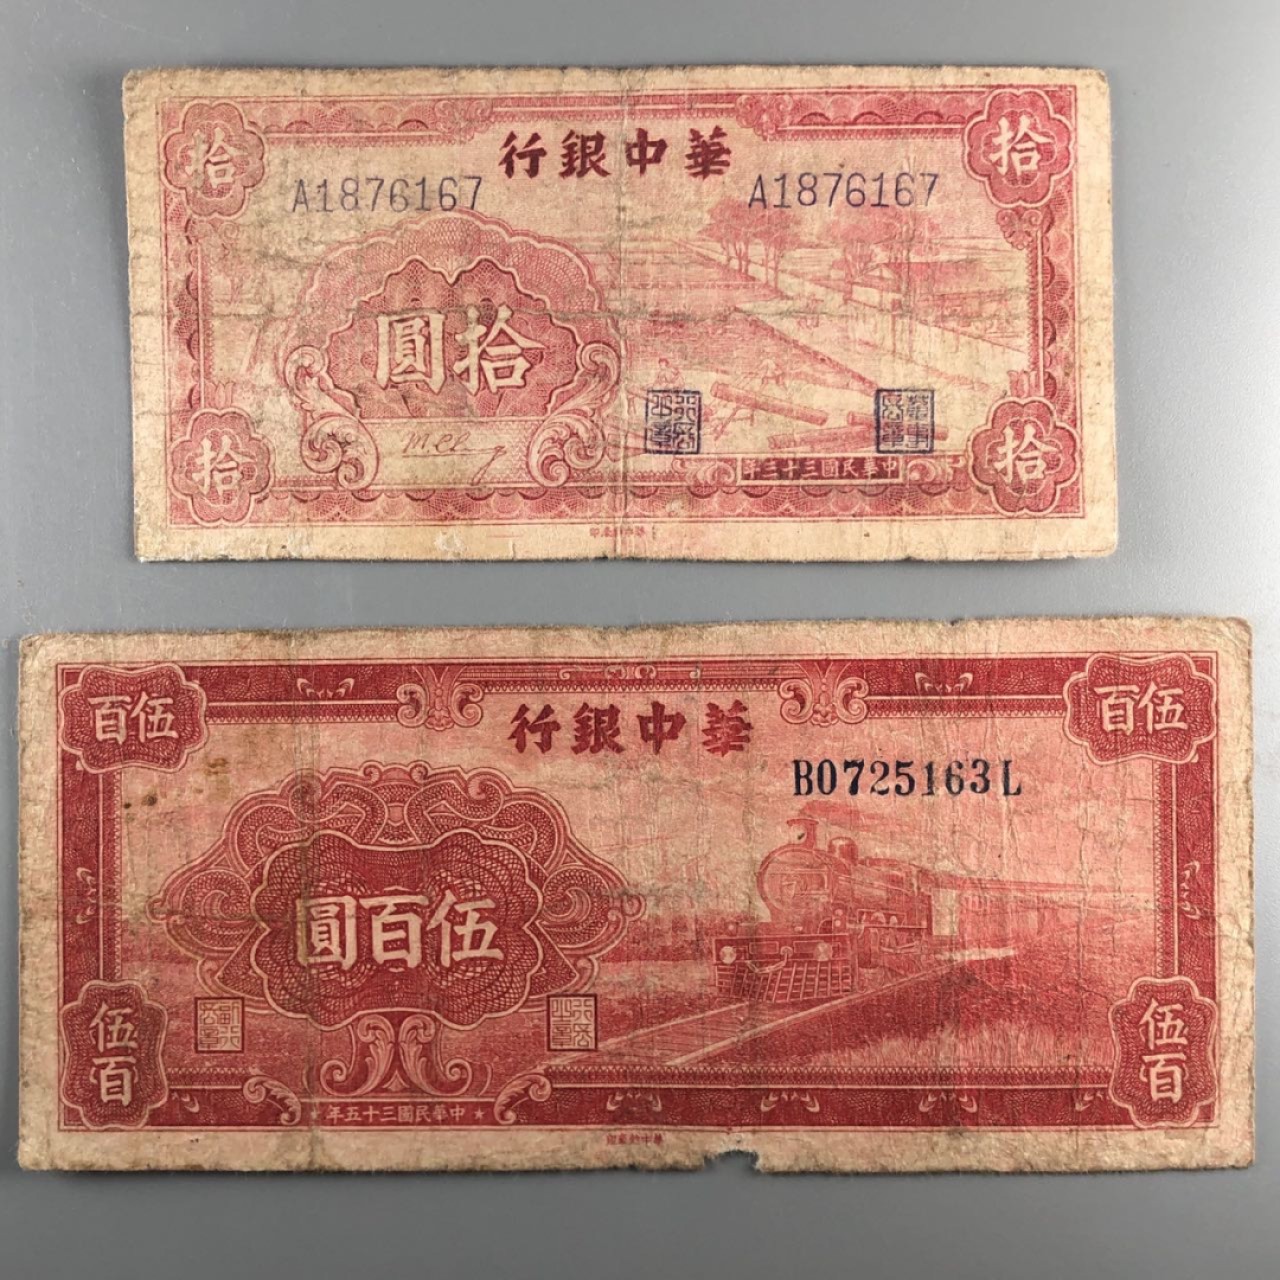 拾
華中銀行
拾
A1876167
A1876167
拾圓
中華民國三十三年
拾
拾
伍百
華中銀行
伍百
B0725163L
伍百圓
伍百
伍百
中華民國三十五年